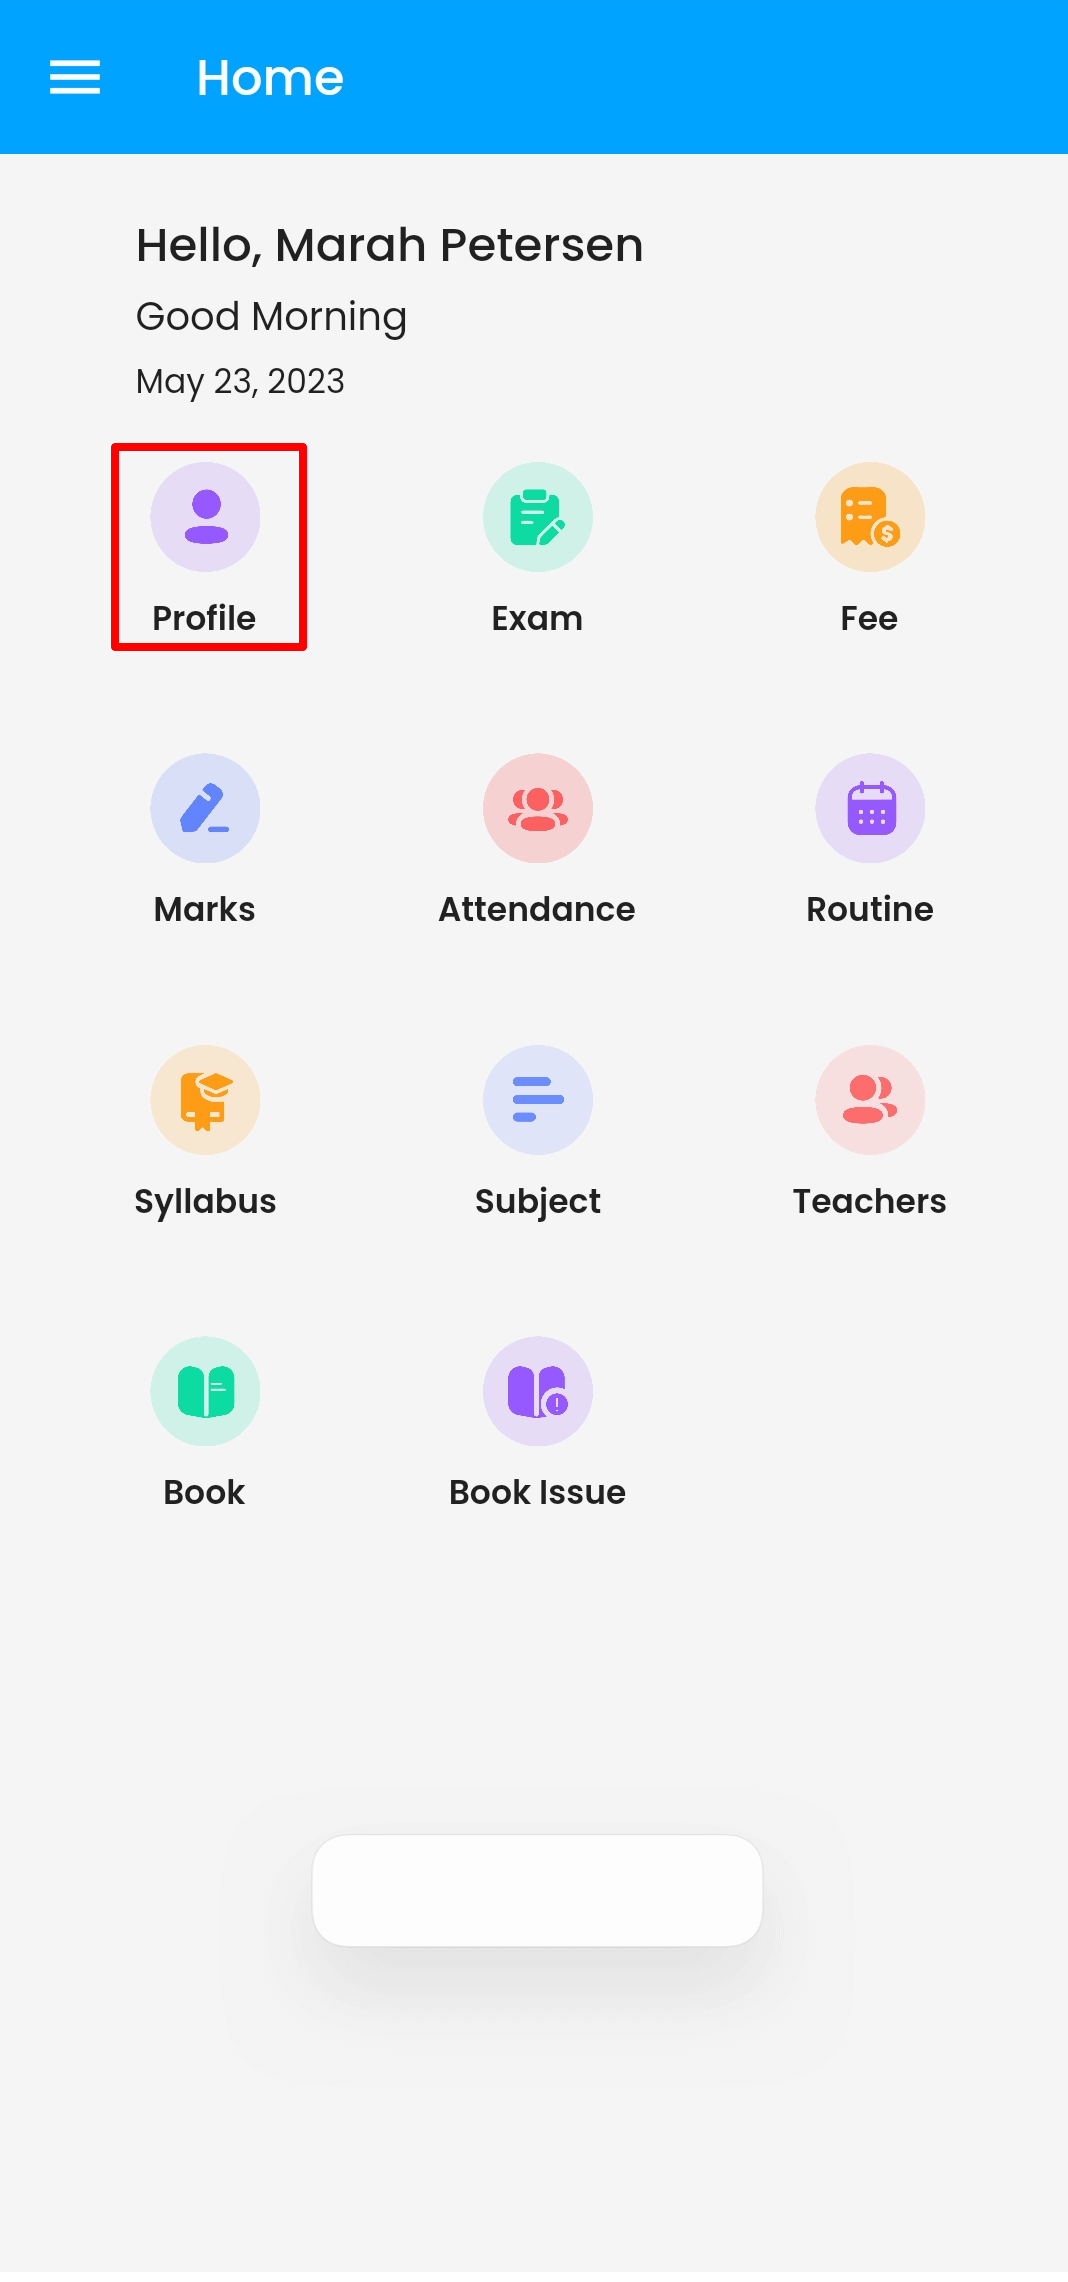 Home
Hello, Marah Petersen
Good Morning
May 23, 2023
Profile
Exam
Fee
Marks
Attendance
Routine
Syllabus
Subject
Teachers
Book
Book Issue